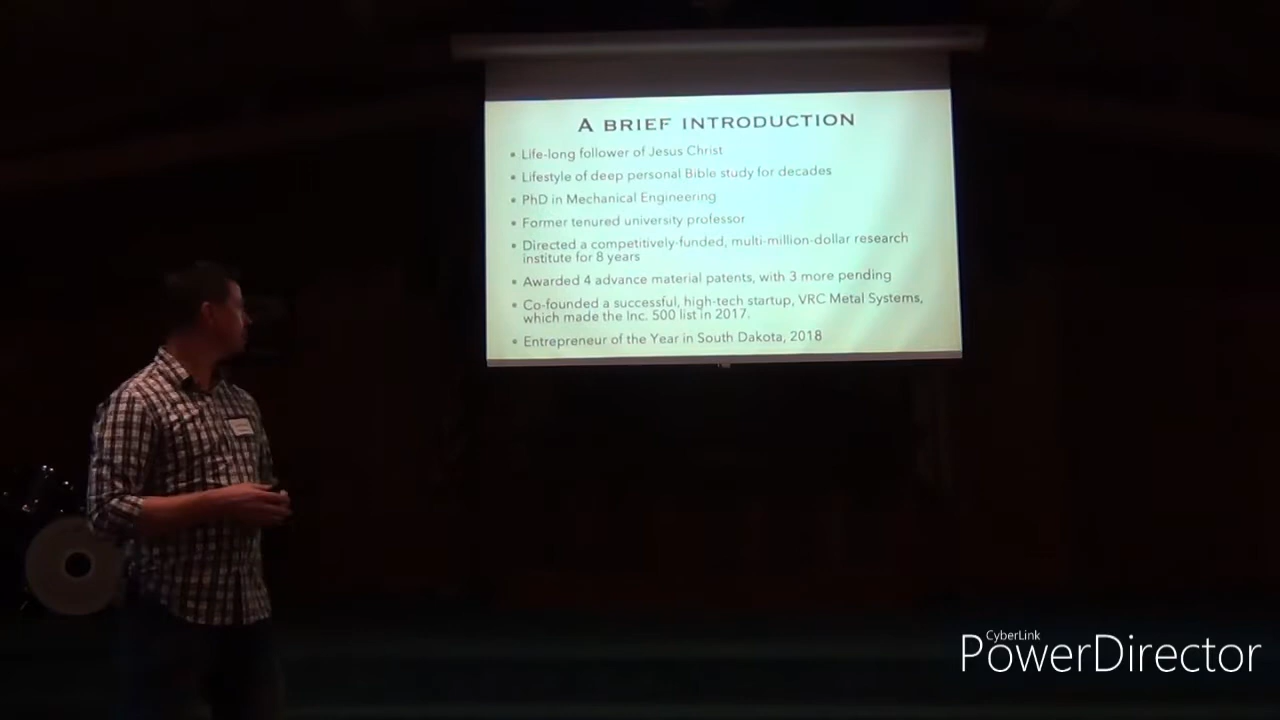 A BRIEF INTRODUCTION
• Life-long follower of Jesus Christ
• Lifestyle of deep personal Bible study for decades
• PhD in Mechanical Engineering
• Former tenured university professor
• Directed a competitively-funded, multi-million-dollar research
institute for 8 years
• Awarded 4 advance material patents, with 3 more pending
• Co-founded a successful, high-tech startup, VRC Metal Systems,
which made the Inc. 500 list in 2017.
• Entrepreneur of the Year in South Dakota, 2018
CyberLink
PowerDirector